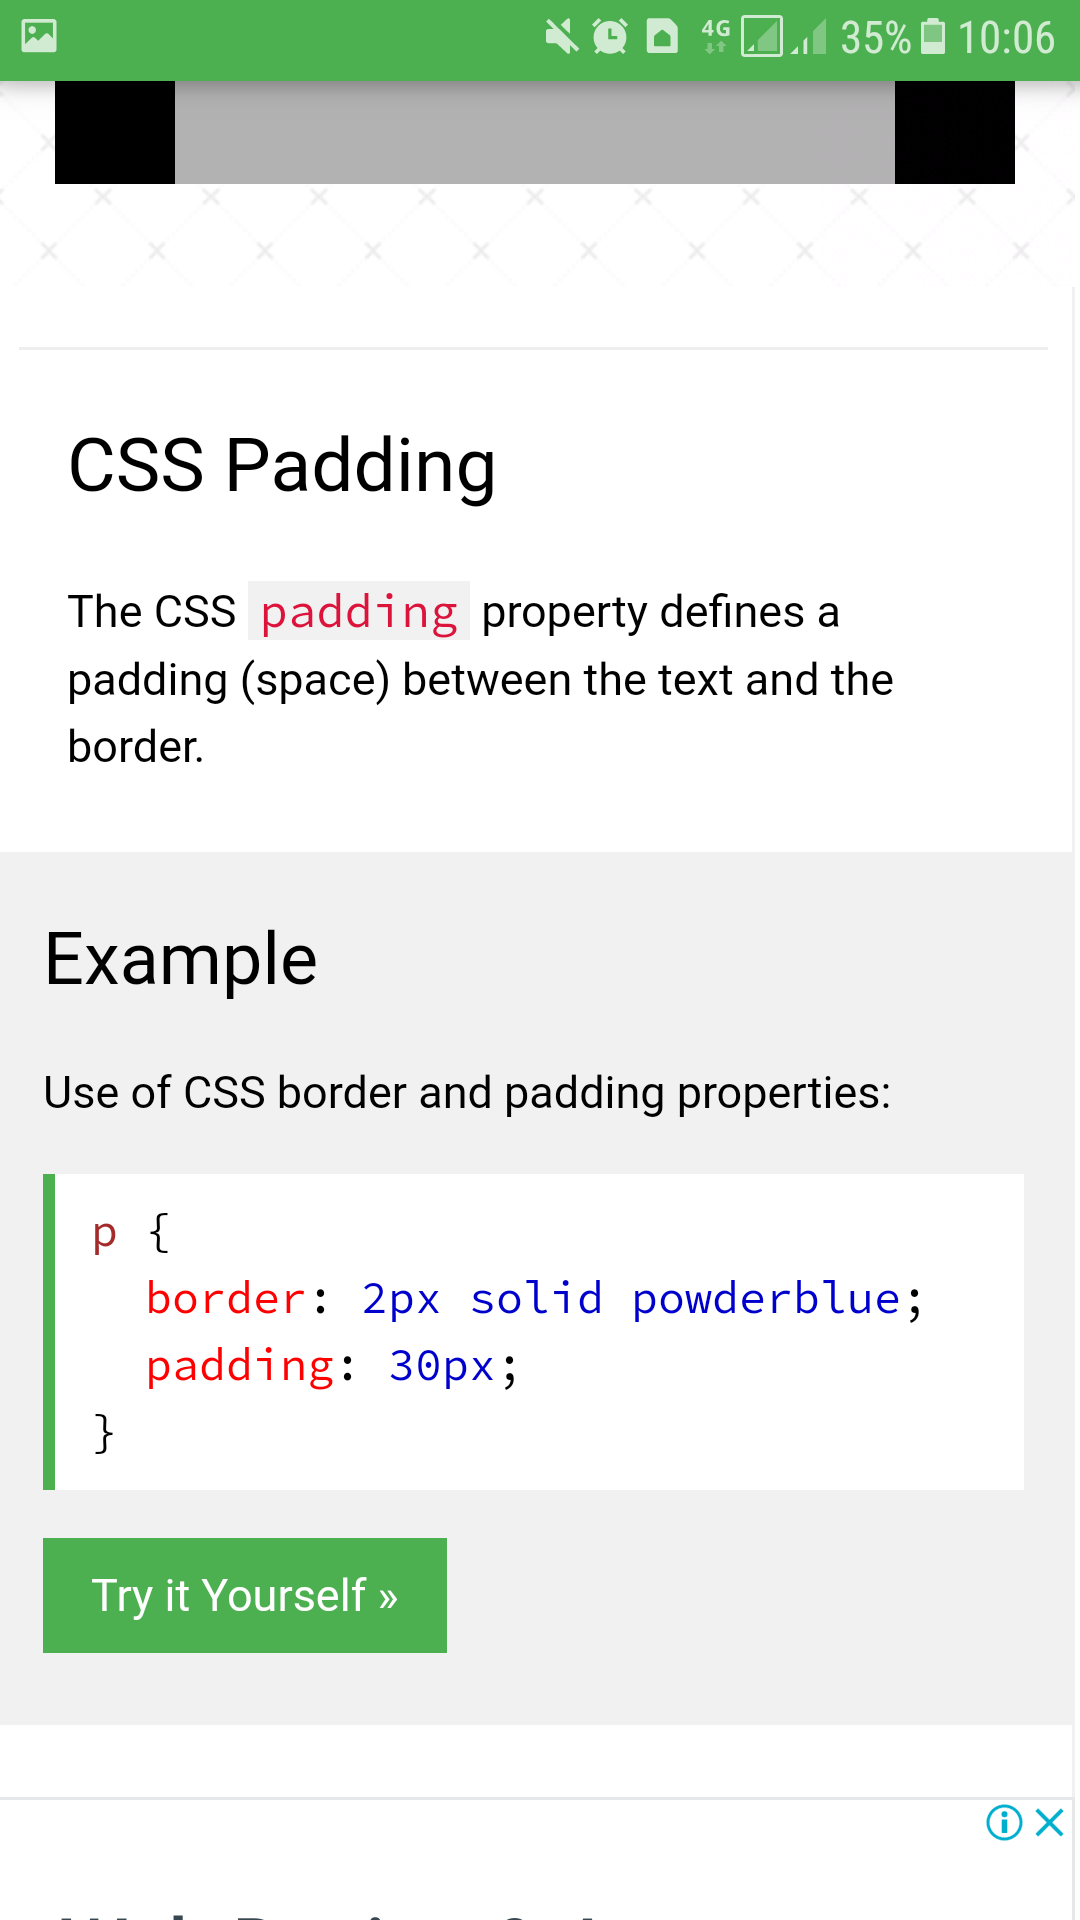 4G 35% 10:06
CSS Padding
The CSS padding property defines a
padding (space) between the text and the
border.
Example
Use of CSS border and padding properties:
p {
border: 2px solid powderblue;
padding: 30px;
}
Try it Yourself »